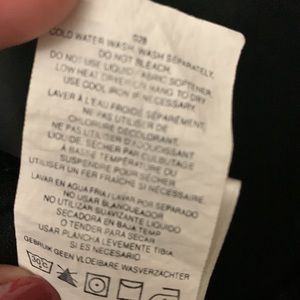 028
COLD WATER WASH, WASH SEPARATELY,
DO NOT BLEACH.
DO NOT USE LIQUID FABRIC SOFTENER,
LOW HEAT DRYER OR HANG TO DRY
USE COOL IRON IF NECESSARY.
LAVER À L'EAU FROIDE SÉPARÉMENT.
NE PAS UTILISER DE
CHLORURE DÉCOLORANT.
NE PAS UTILISER D'ADOUCISSANT
LIQUIDE. SÉCHER PAR CULBUTAGE
À BASSE TEMPÉRATURE OU
SUSPENDRE POUR SÉCHER
UTILISER UN FER FRAICHE SI NÉCESSAIRE.
LAVAR EN AGUA FRIA / LAVAR POR SEPARADO
NO USAR BLANQUEADOR
NO UTILIZAR SUAVIZANTE LIQUIDO
SECADORA EN BAJA TEMP
O TENDER PARA SECAR
USAR PLANCHA LEVEMENTE TIBIA
SI ES NECESARIO
GEBRUIK GEEN VLOEIBARE WASVERZACHTER
30°C